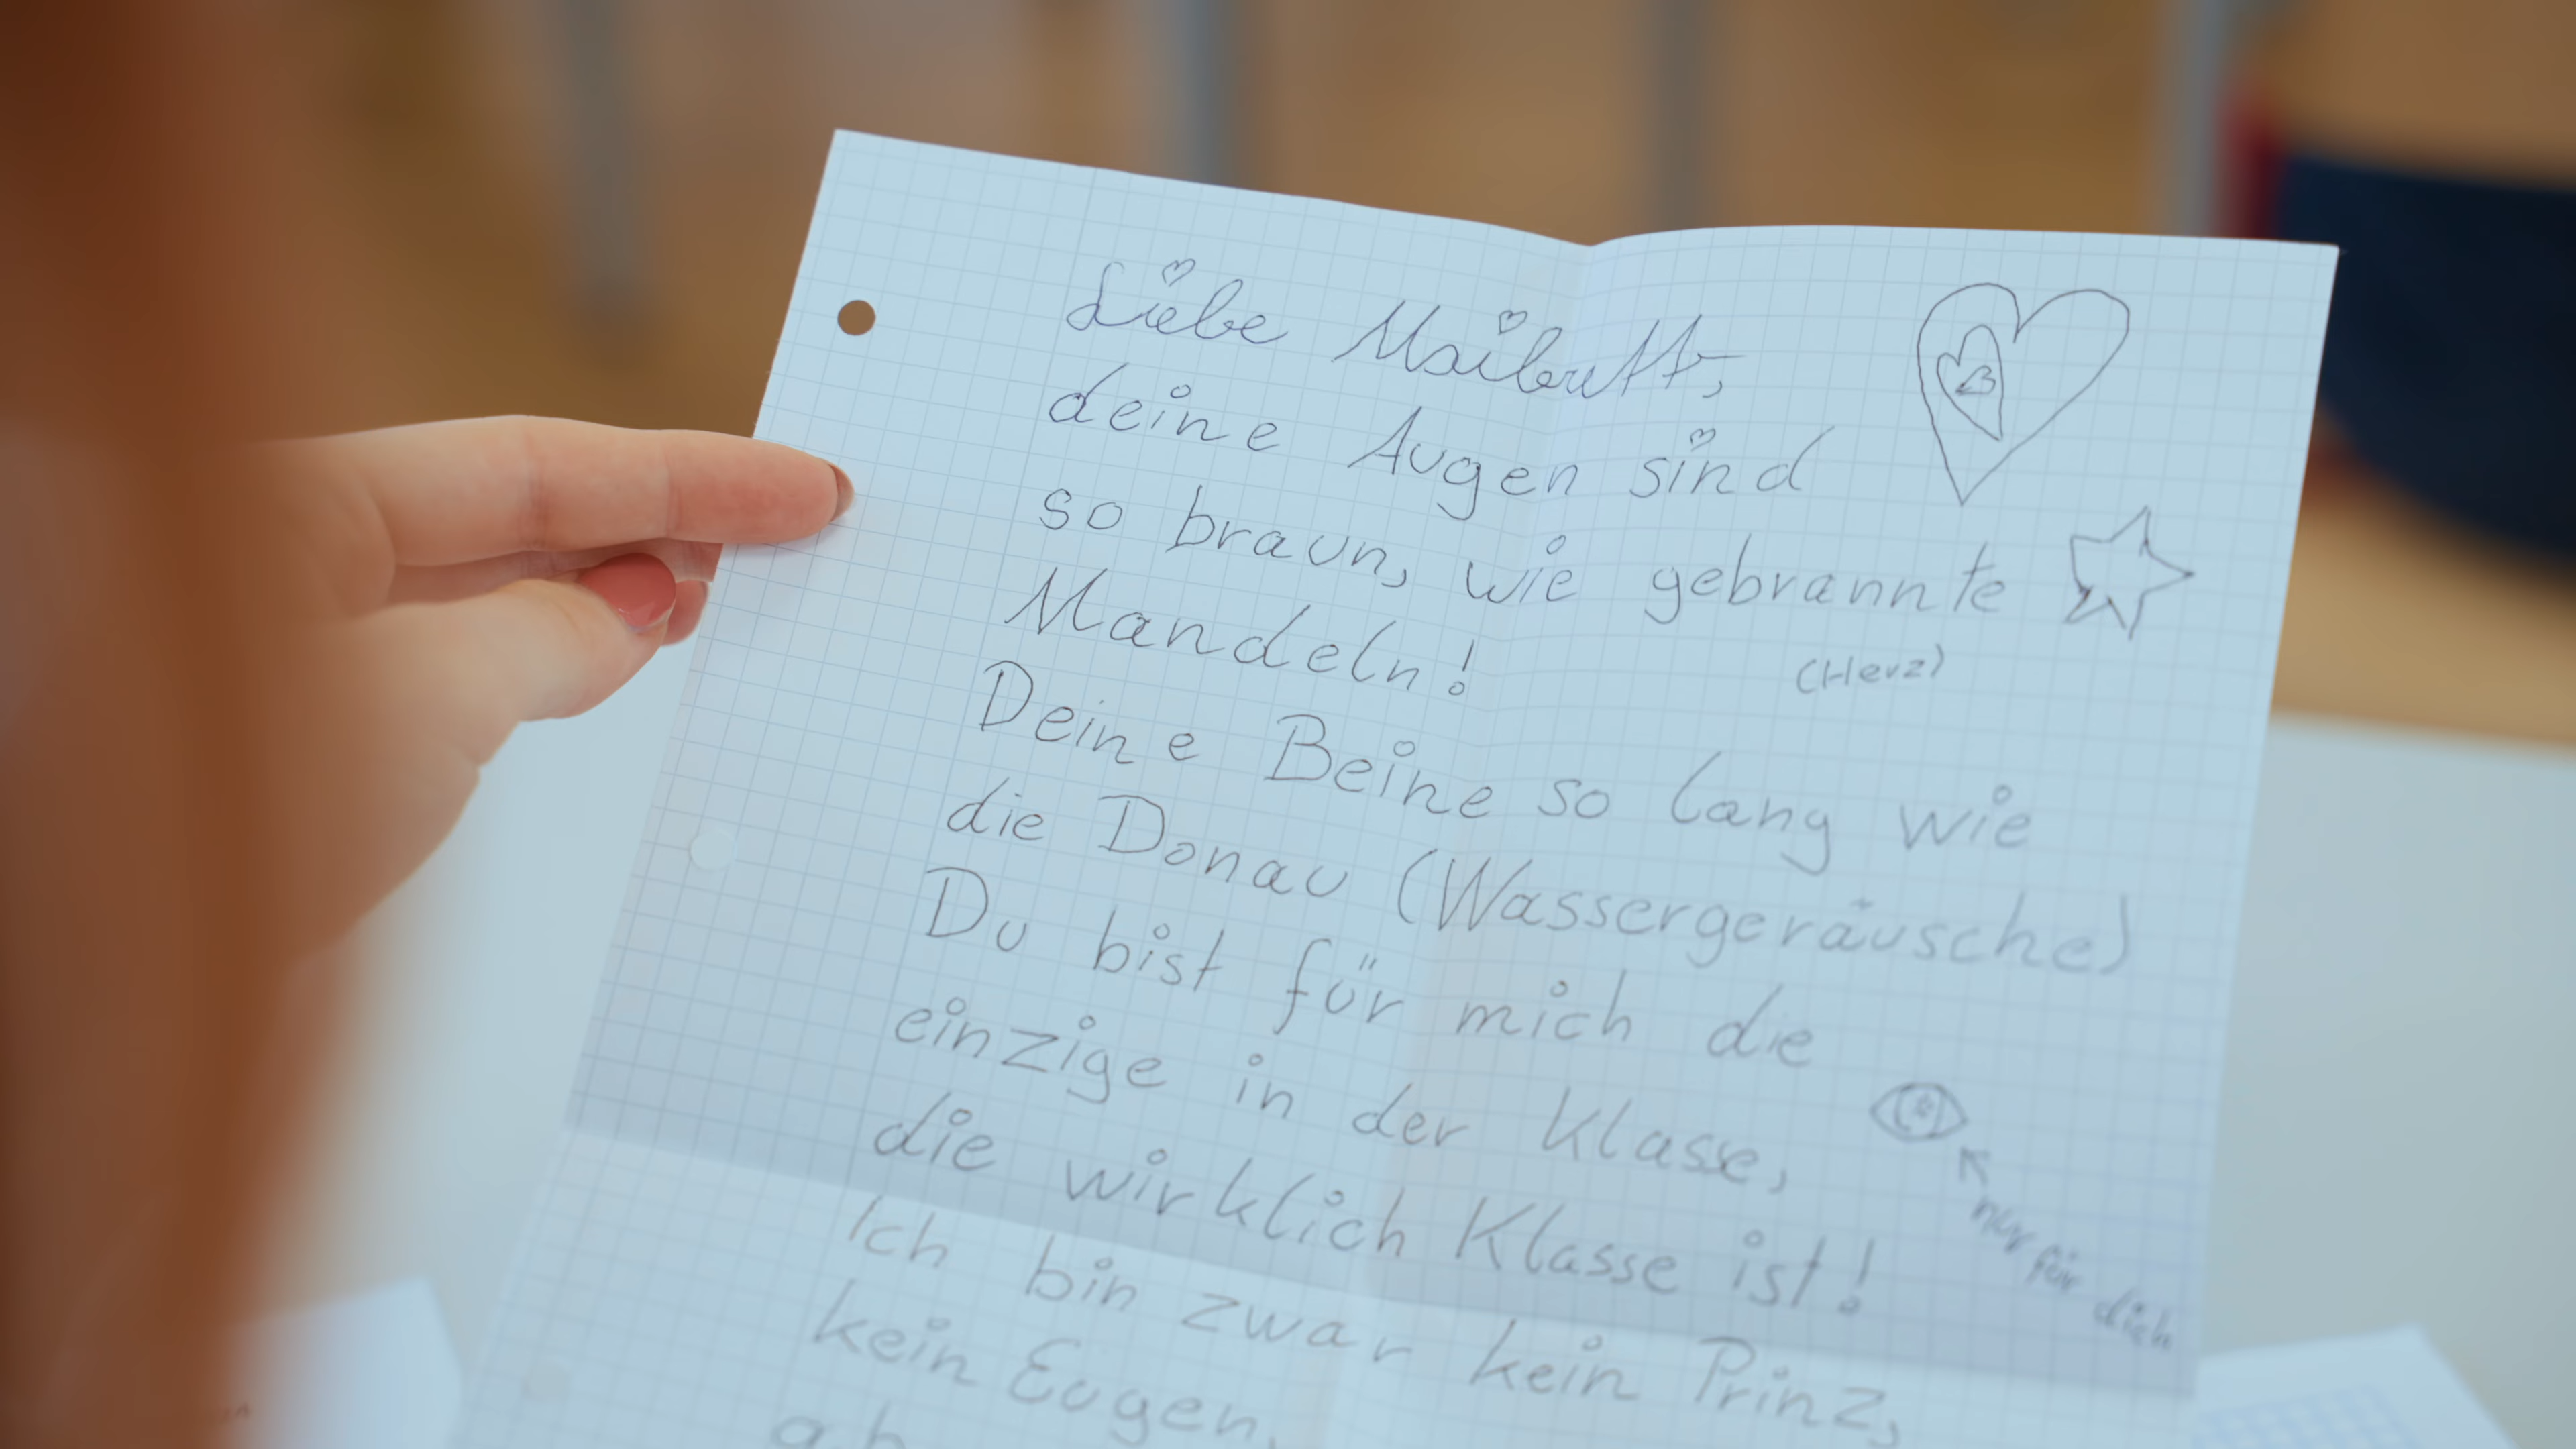 Liebe Maibritt,
deine Augen sind
so braun, wie gebrannte
Mandeln!
(Herz)
Deine Beine so lang wie
die Donau (Wassergeräusche)
Du bist für mich die
einzige in der Klasse,
die wirklich Klasse ist!
nur für dich
Ich bin zwar kein Prinz,
kein Eugen,